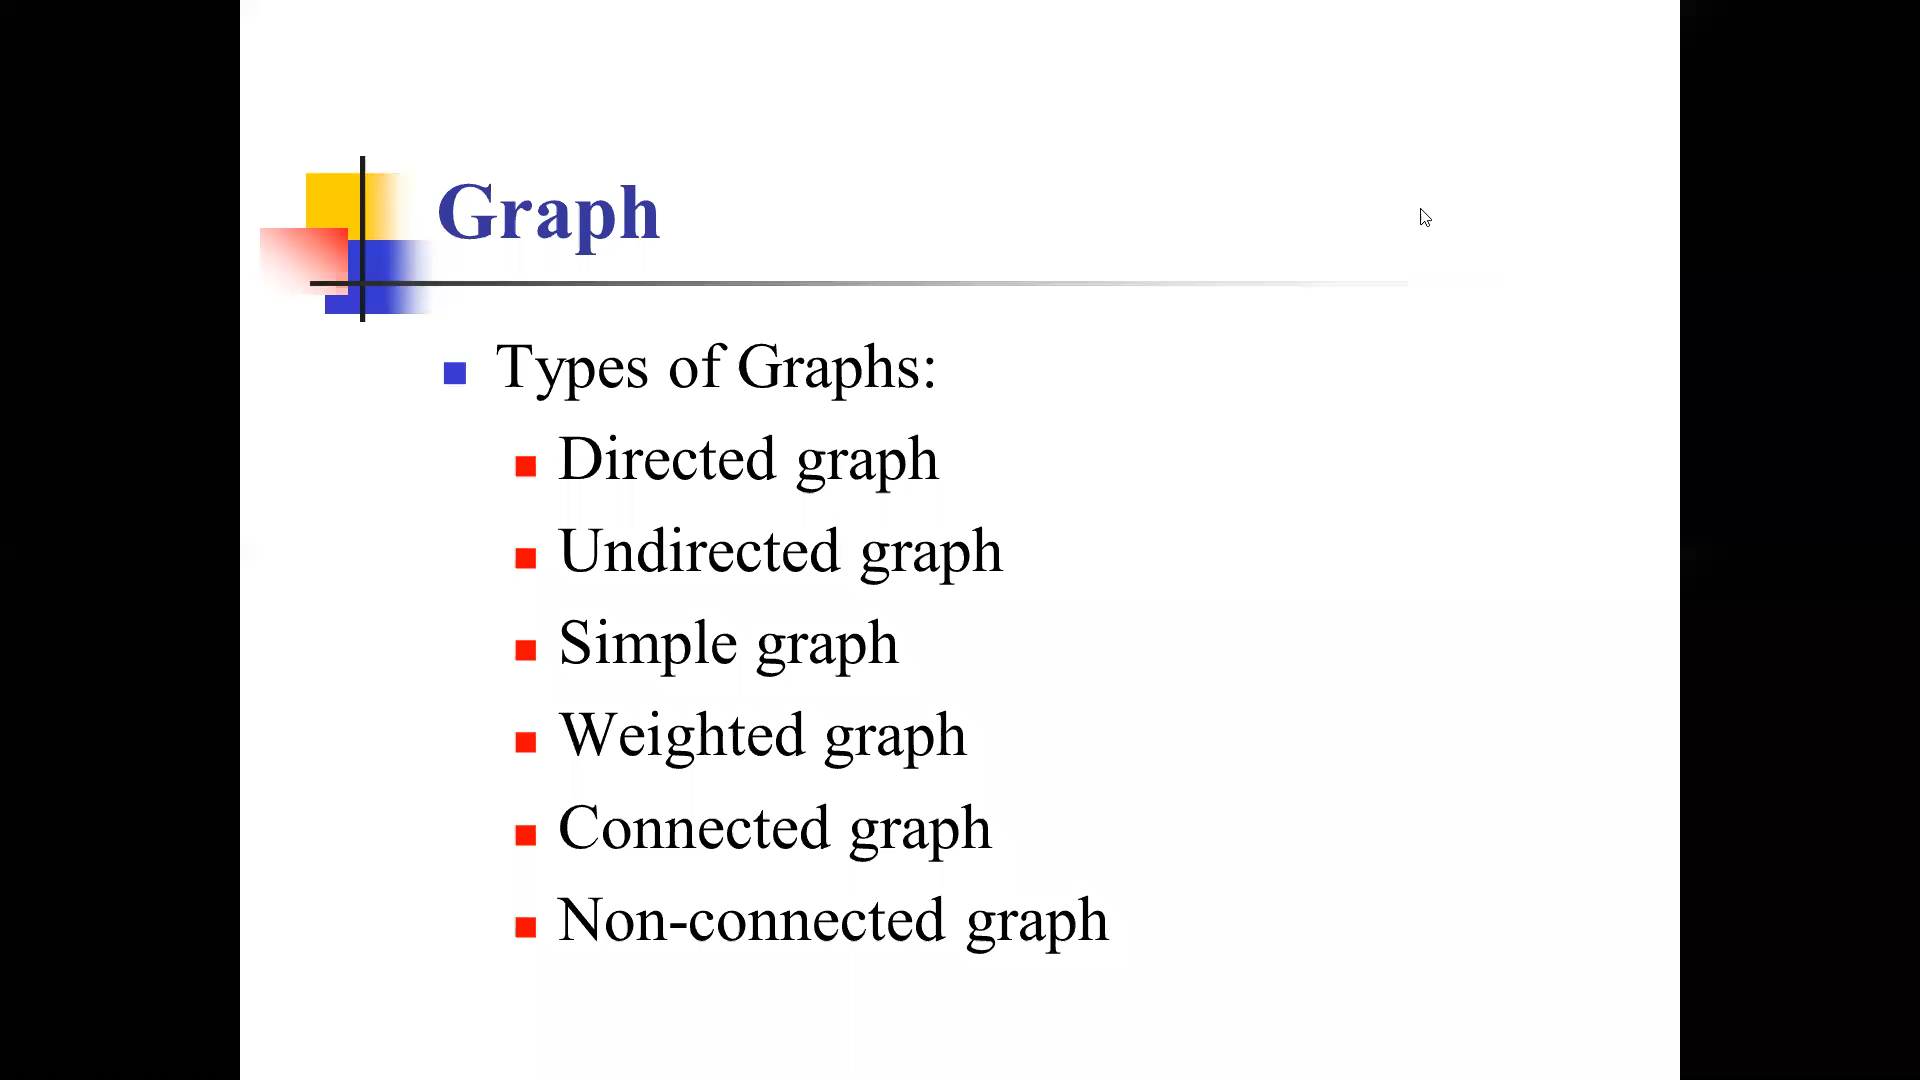 Graph
Types of Graphs:
Directed graph
Undirected graph
Simple graph
Weighted graph
Connected graph
Non-connected graph